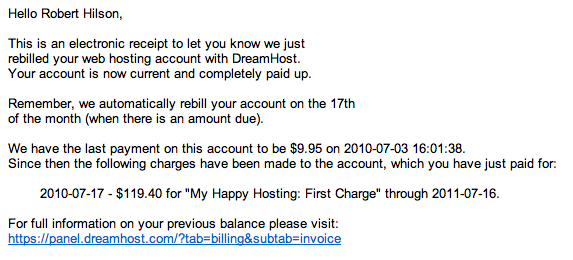 Hello Robert Hilson,
This is an electronic receipt to let you know we just
rebilled your web hosting account with DreamHost.
Your account is now current and completely paid up.
Remember, we automatically rebill your account on the 17th
of the month (when there is an amount due).
We have the last payment on this account to be $9.95 on 2010-07-03 16:01:38.
Since then the following charges have been made to the account, which you have just paid for:
2010-07-17 - $119.40 for "My Happy Hosting: First Charge" through 2011-07-16.
For full information on your previous balance please visit:
https://panel.dreamhost.com/?tab=billing&subtab=invoice